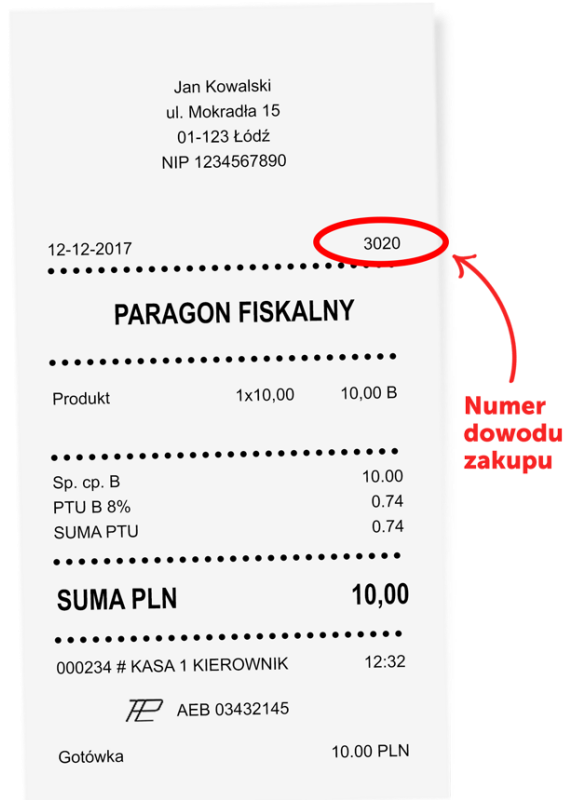 Jan Kowalski
ul. Mokradła 15
01-123 Łódź
NIP 1234567890
12-12-2017 3020
PARAGON FISKALNY
Produkt 1x10,00 10,00 B
Sp. cp. B 10.00
PTU B 8% 0.74
SUMA PTU 0.74
SUMA PLN 10,00
000234 # KASA 1 KIEROWNIK 12:32
AEB 03432145
Gotówka 10.00 PLN
Numer
dowodu
zakupu